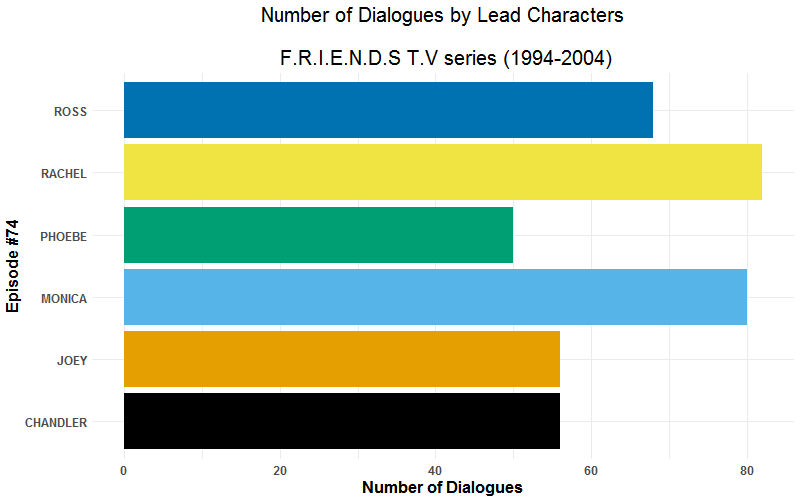 Number of Dialogues by Lead Characters
F.R.I.E.N.D.S T.V series (1994-2004)
Episode #74
ROSS
RACHEL
PHOEBE
MONICA
JOEY
CHANDLER
0 20 40 60 80
Number of Dialogues